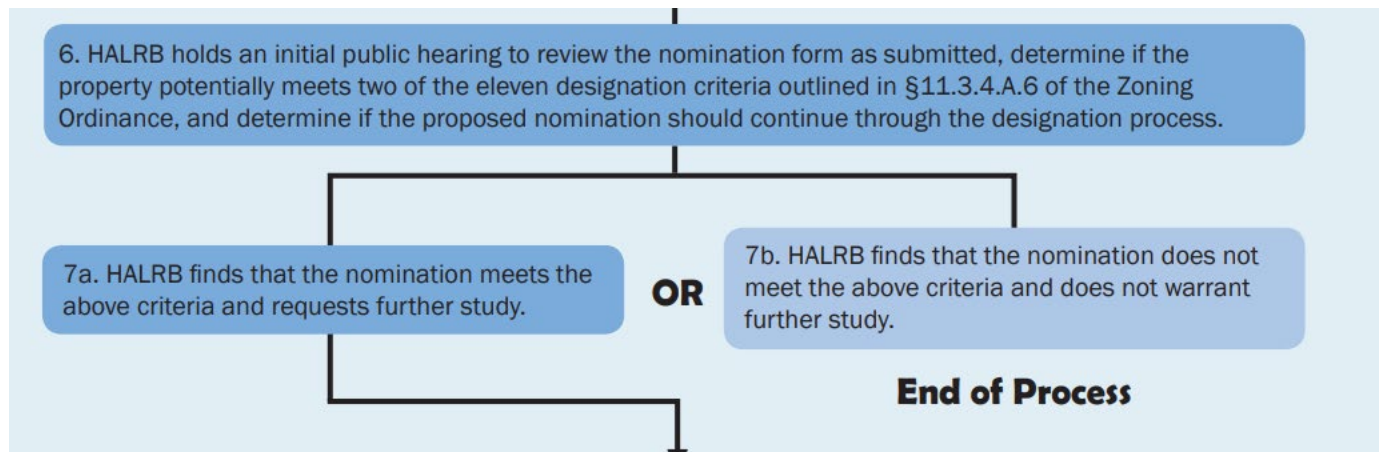 6. HALRB holds an initial public hearing to review the nomination form as submitted, determine if the
property potentially meets two of the eleven designation criteria outlined in §11.3.4.A.6 of the Zoning
Ordinance, and determine if the proposed nomination should continue through the designation process.
7a. HALRB finds that the nomination meets the
above criteria and requests further study.
OR
7b. HALRB finds that the nomination does not
meet the above criteria and does not warrant
further study.
End of Process